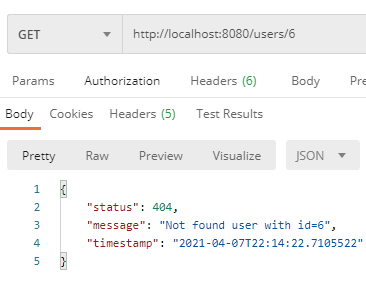 GET http://localhost:8080/users/6
Params Authorization Headers (6) Body Pre
Body Cookies Headers (5) Test Results
Pretty Raw Preview Visualize JSON
1 {
2 "status": 404,
3 "message": "Not found user with id=6",
4 "timestamp": "2021-04-07T22:14:22.7105522"
5 }